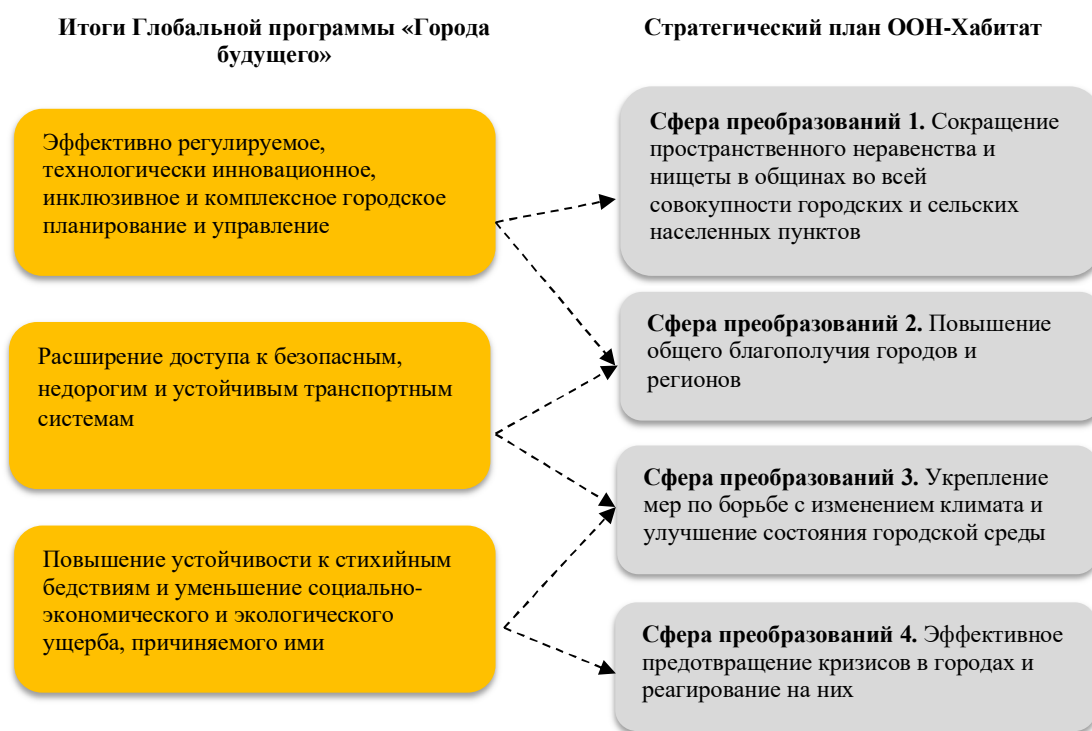 Итоги Глобальной программы «Города
будущего»
Стратегический план ООН-Хабитат
Эффективно регулируемое,
технологически инновационное,
инклюзивное и комплексное городское
планирование и управление
Расширение доступа к безопасным,
недорогим и устойчивым транспортным
системам
Повышение устойчивости к стихийным
бедствиям и уменьшение социально-
экономического и экологического
ущерба, причиняемого ими
Сфера преобразований 1. Сокращение
пространственного неравенства и
нищеты в общинах во всей
совокупности городских и сельских
населенных пунктов
Сфера преобразований 2. Повышение
общего благополучия городов и
регионов
Сфера преобразований 3. Укрепление
мер по борьбе с изменением климата и
улучшение состояния городской среды
Сфера преобразований 4. Эффективное
предотвращение кризисов в городах и
реагирование на них